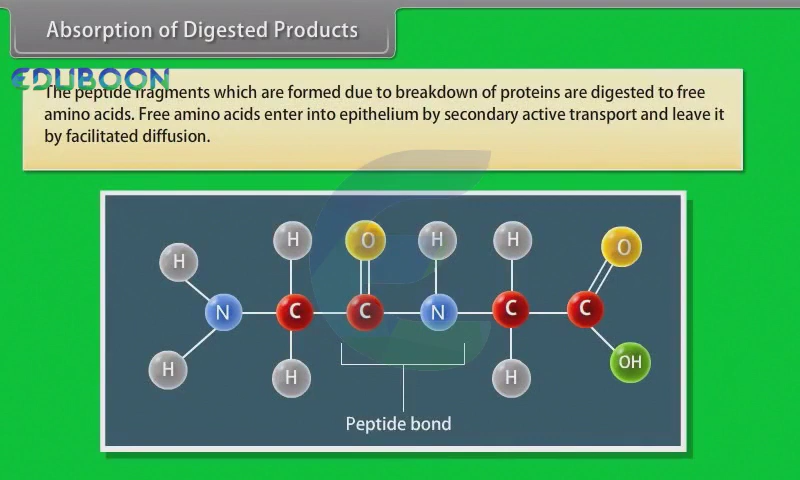 Absorption of Digested Products
EDUBOON
The peptide fragments which are formed due to breakdown of proteins are digested to free
amino acids. Free amino acids enter into epithelium by secondary active transport and leave it
by facilitated diffusion.
H O H H O
H
N C C N C C
H H H OH
Peptide bond